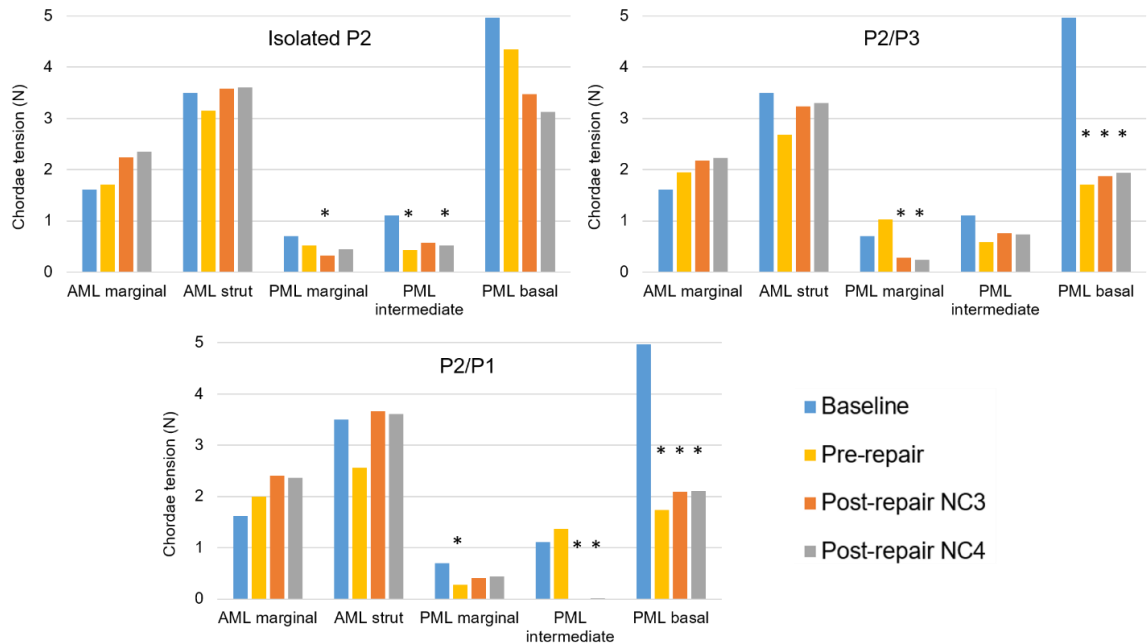 Isolated P2
Chordae tension (N)
5
4
3
2
1
0
* * * *
AML marginal AML strut PML marginal PML intermediate PML basal
P2/P3
Chordae tension (N)
5
4
3
2
1
0
* * *
* *
AML marginal AML strut PML marginal PML intermediate PML basal
P2/P1
Chordae tension (N)
5
4
3
2
1
0
* * *
* * *
AML marginal AML strut PML marginal PML intermediate PML basal
Baseline
Pre-repair
Post-repair NC3
Post-repair NC4